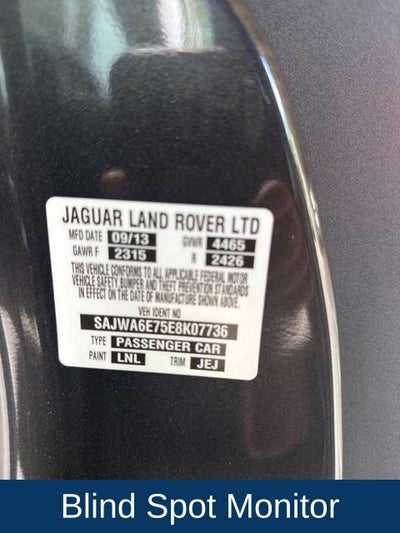 JAGUAR LAND ROVER LTD
MFD DATE 09/13 GVWR 4465
GAWR F 2315 R 2426
THIS VEHICLE CONFORMS TO ALL APPLICABLE FEDERAL MOTOR
VEHICLE SAFETY, BUMPER AND THEFT PREVENTION STANDARDS
IN EFFECT ON THE DATE OF MANUFACTURE SHOWN ABOVE.
VEH IDENT NO
SAJWA6E75E8K07736
TYPE PASSENGER CAR
PAINT LNL TRIM JEJ
Blind Spot Monitor